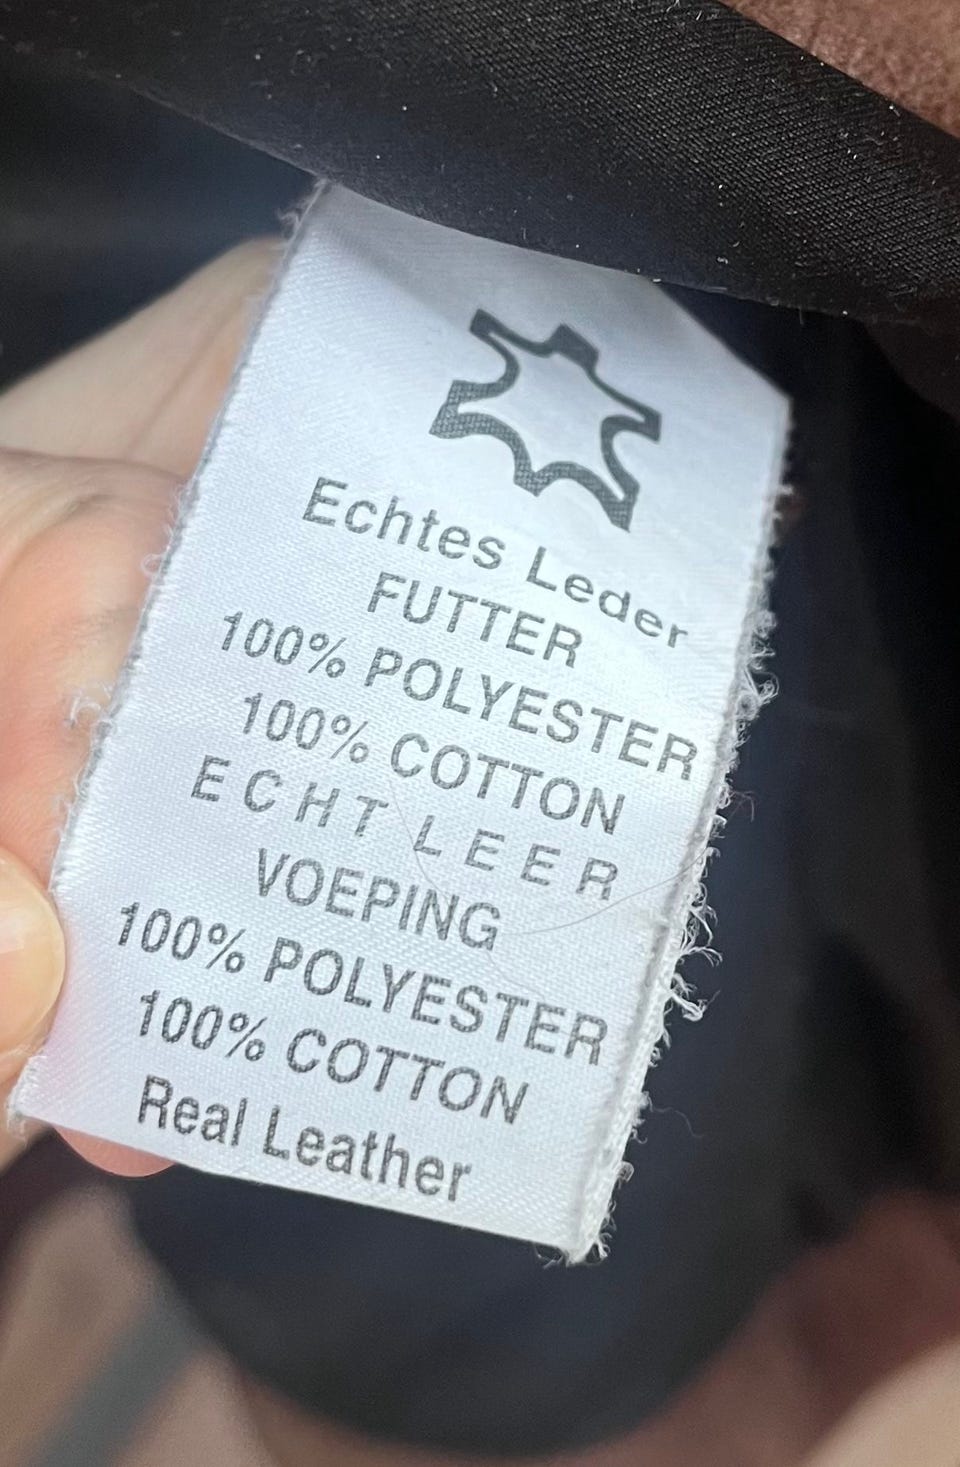 Echtes Leder
FUTTER
100% POLYESTER
100% COTTON
ECHT LEER
VOEPING
100% POLYESTER
100% COTTON
Real Leather